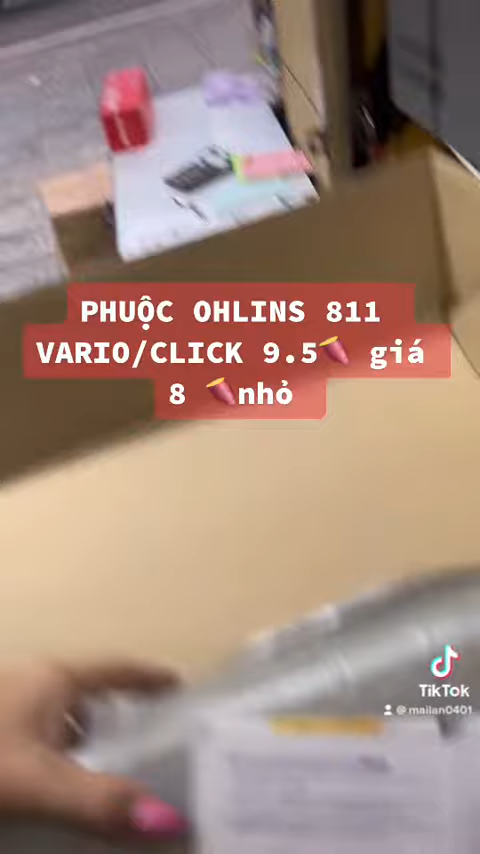 PHUỘC OHLINS 811
VARIO/CLICK 9.5🍠 giá
8 🍠nhỏ
TikTok
@mailan0401